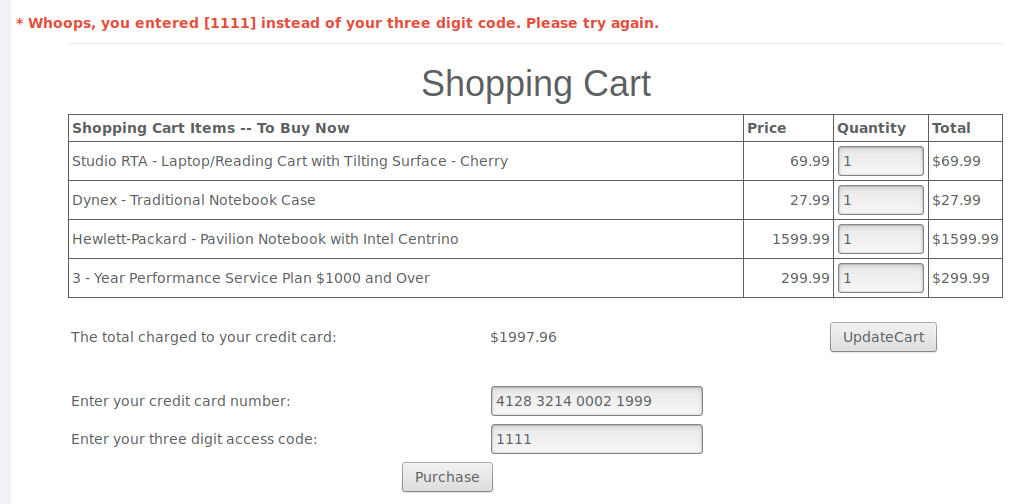 * Whoops, you entered [1111] instead of your three digit code. Please try again.
Shopping Cart
Shopping Cart Items -- To Buy Now Price Quantity Total
Studio RTA - Laptop/Reading Cart with Tilting Surface - Cherry 69.99 1 $69.99
Dynex - Traditional Notebook Case 27.99 1 $27.99
Hewlett-Packard - Pavilion Notebook with Intel Centrino 1599.99 1 $1599.99
3 - Year Performance Service Plan $1000 and Over 299.99 1 $299.99
The total charged to your credit card: $1997.96 UpdateCart
Enter your credit card number: 4128 3214 0002 1999
Enter your three digit access code: 1111
Purchase